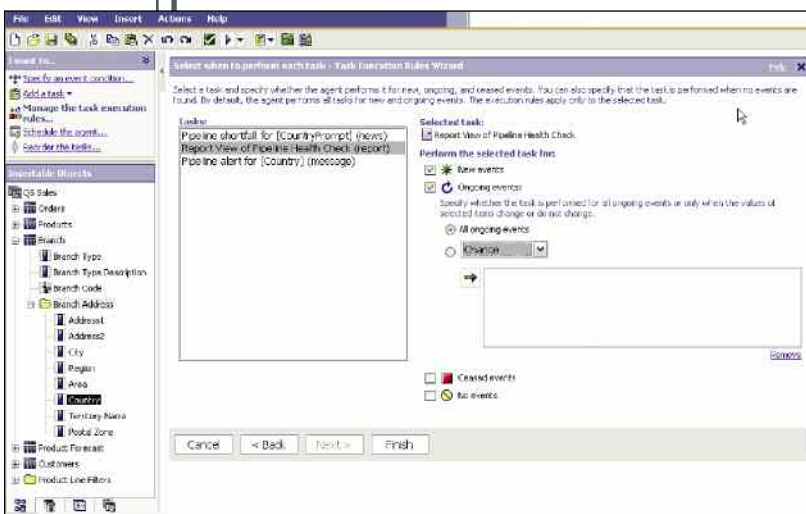 File Edit View Insert Actions Help
I want to...
Specify an event condition...
Add a task
Manage the task execution rules...
Schedule the agent...
Reorder the tasks...
Insertable Objects
QS Sales
Orders
Products
Branch
Branch Type
Branch Type Description
Branch Code
Branch Address
Address1
Address2
City
Region
Area
Country
Territory Name
Postal Zone
Product Forecast
Customers
Product Line Filters
Select when to perform each task - Task Execution Rules Wizard
Help
Select a task and specify whether the agent performs it for new, ongoing, and ceased events. You can also specify that the task is performed when no events are
found. By default, the agent performs all tasks for new and ongoing events. The execution rules apply only to the selected task.
Tasks:
Pipeline shortfall for [CountryPrompt] (news)
Report View of Pipeline Health Check (report)
Pipeline alert for [Country] (message)
Selected task:
Report View of Pipeline Health Check
Perform the selected task for:
New events
Ongoing events:
Specify whether the task is performed for all ongoing events or only when the values of
selected items change or do not change.
All ongoing events
Change
Remove
Ceased events
No events
Cancel
< Back
Next >
Finish